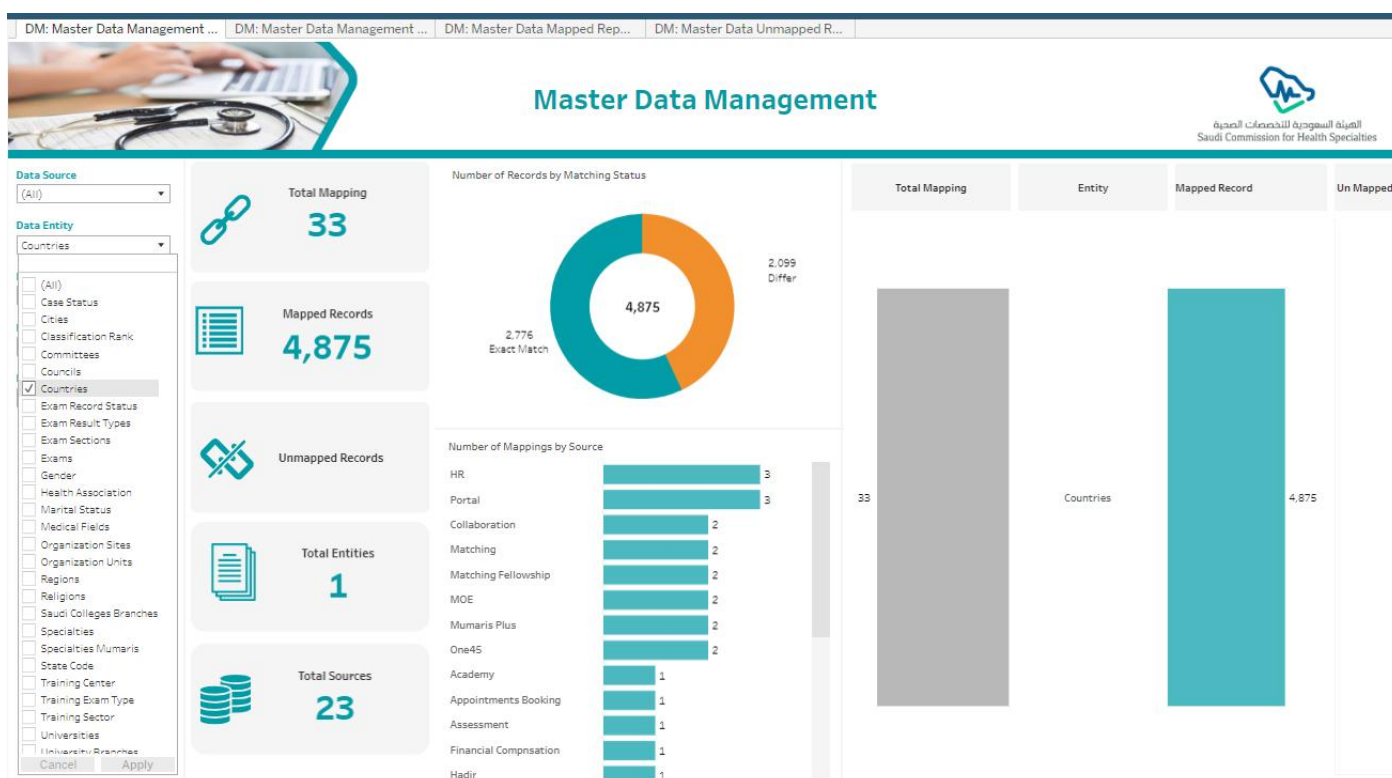 DM: Master Data Management ...
DM: Master Data Management ...
DM: Master Data Mapped Rep...
DM: Master Data Unmapped R...
Master Data Management
الهيئة السعودية للتخصصات الصحية
Saudi Commission for Health Specialties
Data Source
(All)
Data Entity
Countries
(All)
Case Status
Cities
Classification Rank
Committees
Councils
Countries
Exam Record Status
Exam Result Types
Exam Sections
Exams
Gender
Health Association
Marital Status
Medical Fields
Organization Sites
Organization Units
Regions
Religions
Saudi Colleges Branches
Specialties
Specialties Mumaris
State Code
Training Center
Training Exam Type
Training Sector
Universities
University Branches
Cancel Apply
Total Mapping
33
Mapped Records
4,875
Unmapped Records
Total Entities
1
Total Sources
23
Number of Records by Matching Status
2,099
Differ
4,875
2,776
Exact Match
Number of Mappings by Source
HR 3
Portal 3
Collaboration 2
Matching 2
Matching Fellowship 2
MOE 2
Mumaris Plus 2
One45 2
Academy 1
Appointments Booking 1
Assessment 1
Financial Compnsation 1
Hadir 1
Total Mapping Entity Mapped Record Un Mapped
33 Countries 4,875